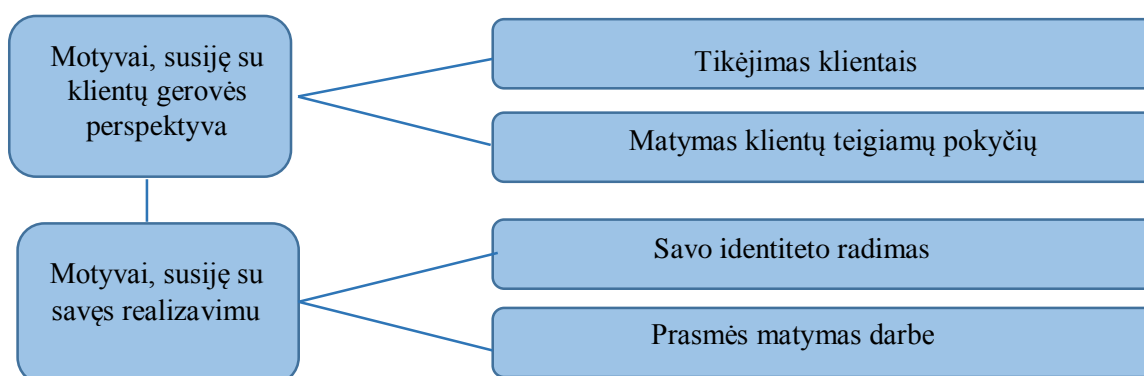 Motyvai, susiję su
klientų gerovės
perspektyva
Tikėjimas klientais
Matymas klientų teigiamų pokyčių
Motyvai, susiję su
savęs realizavimu
Savo identiteto radimas
Prasmės matymas darbe